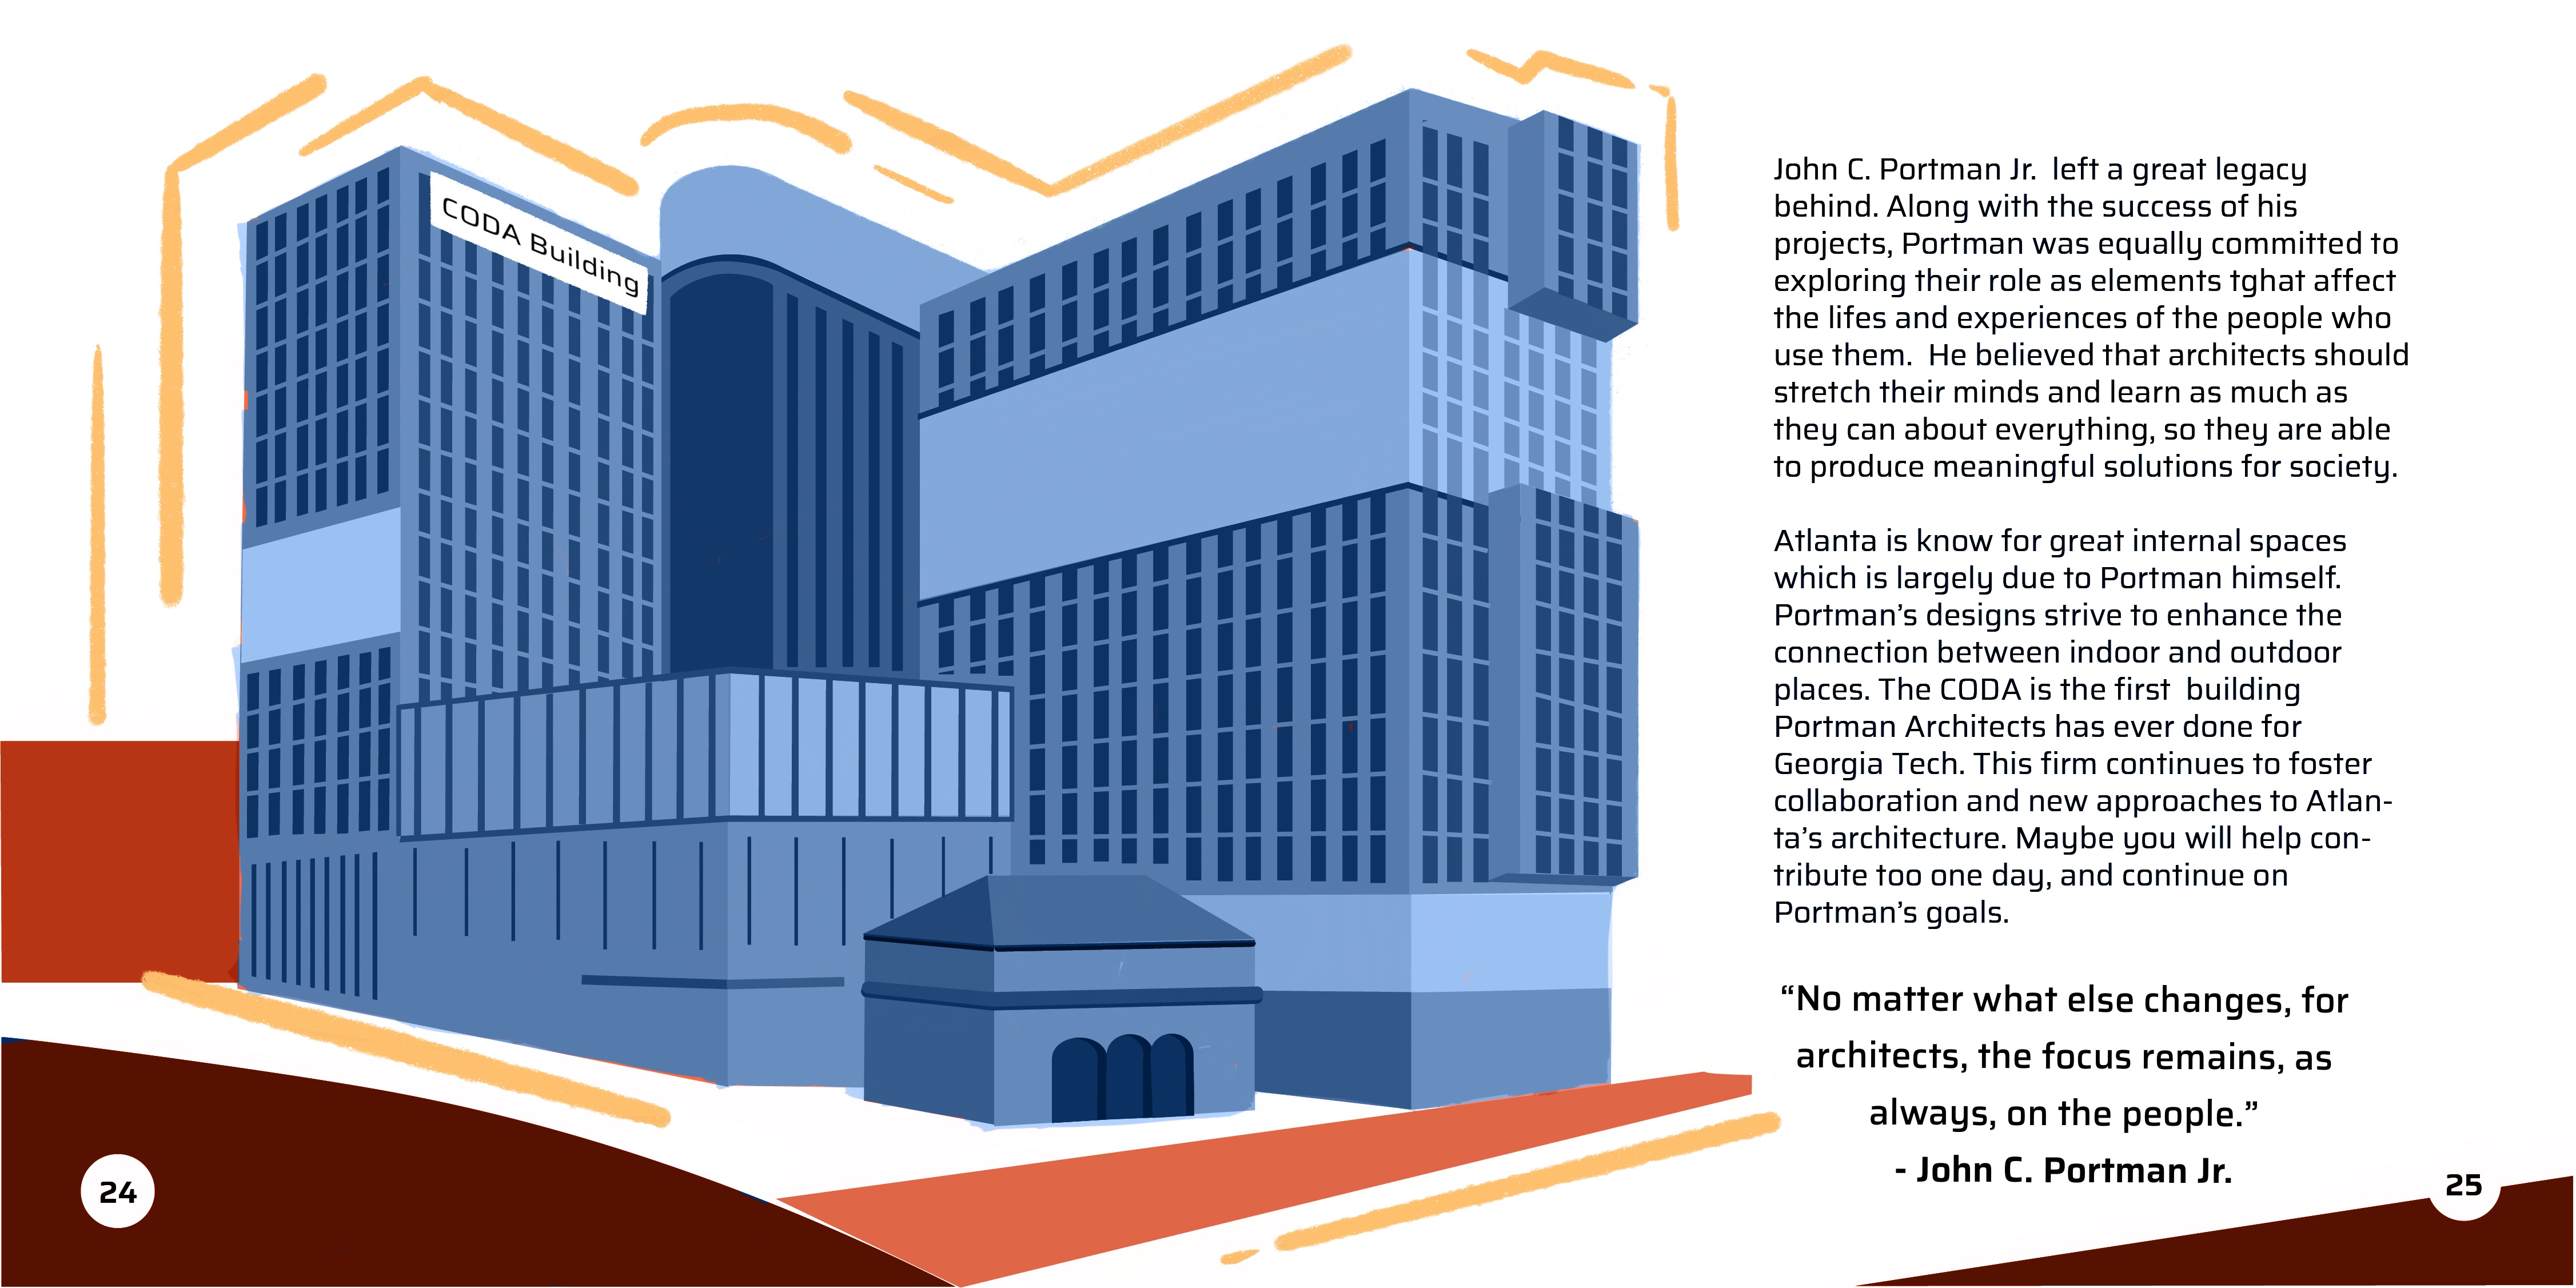 CODA Building
John C. Portman Jr.  left a great legacy
behind. Along with the success of his
projects, Portman was equally committed to
exploring their role as elements tghat affect
the lifes and experiences of the people who
use them.  He believed that architects should
stretch their minds and learn as much as
they can about everything, so they are able
to produce meaningful solutions for society.
Atlanta is know for great internal spaces
which is largely due to Portman himself.
Portman’s designs strive to enhance the
connection between indoor and outdoor
places. The CODA is the first  building
Portman Architects has ever done for
Georgia Tech. This firm continues to foster
collaboration and new approaches to Atlan-
ta’s architecture. Maybe you will help con-
tribute too one day, and continue on
Portman’s goals.
“No matter what else changes, for
architects, the focus remains, as
always, on the people.”
- John C. Portman Jr.
24
25